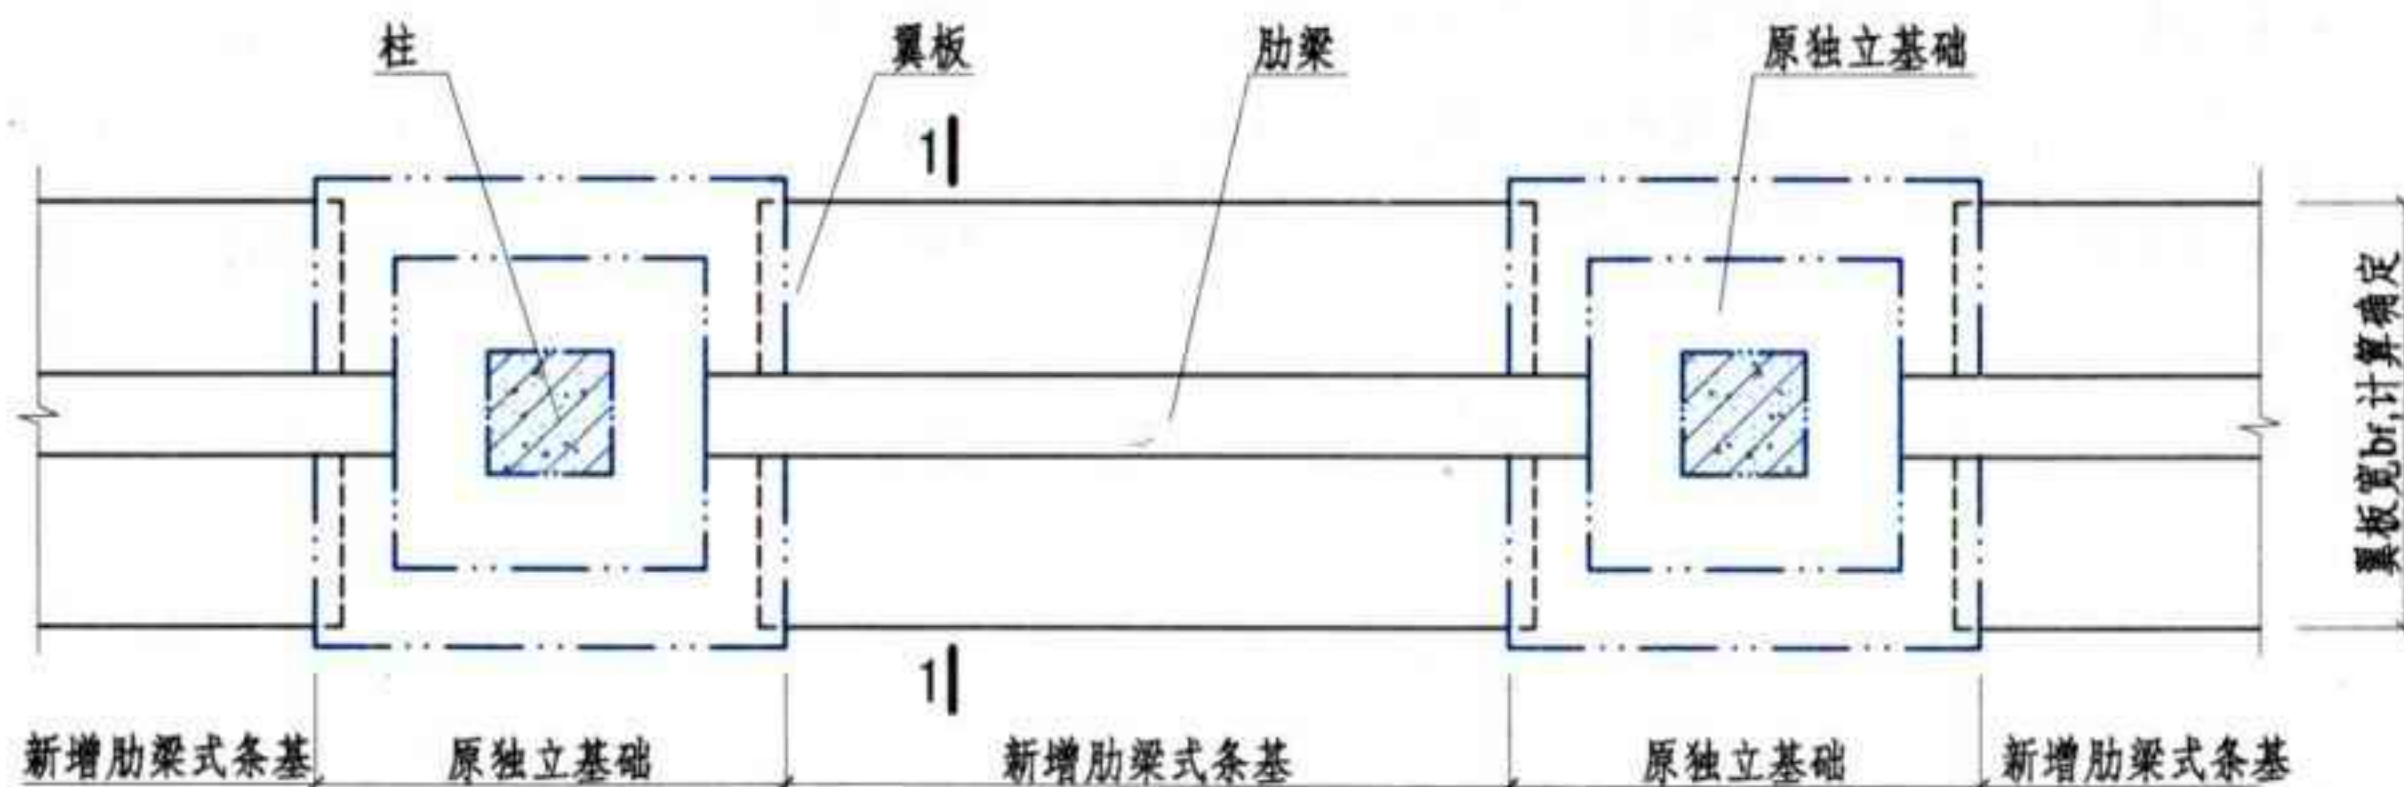 柱
翼板
肋梁
原独立基础
1
1
翼板宽bf,计算确定
新增肋梁式条基
原独立基础
新增肋梁式条基
原独立基础
新增肋梁式条基